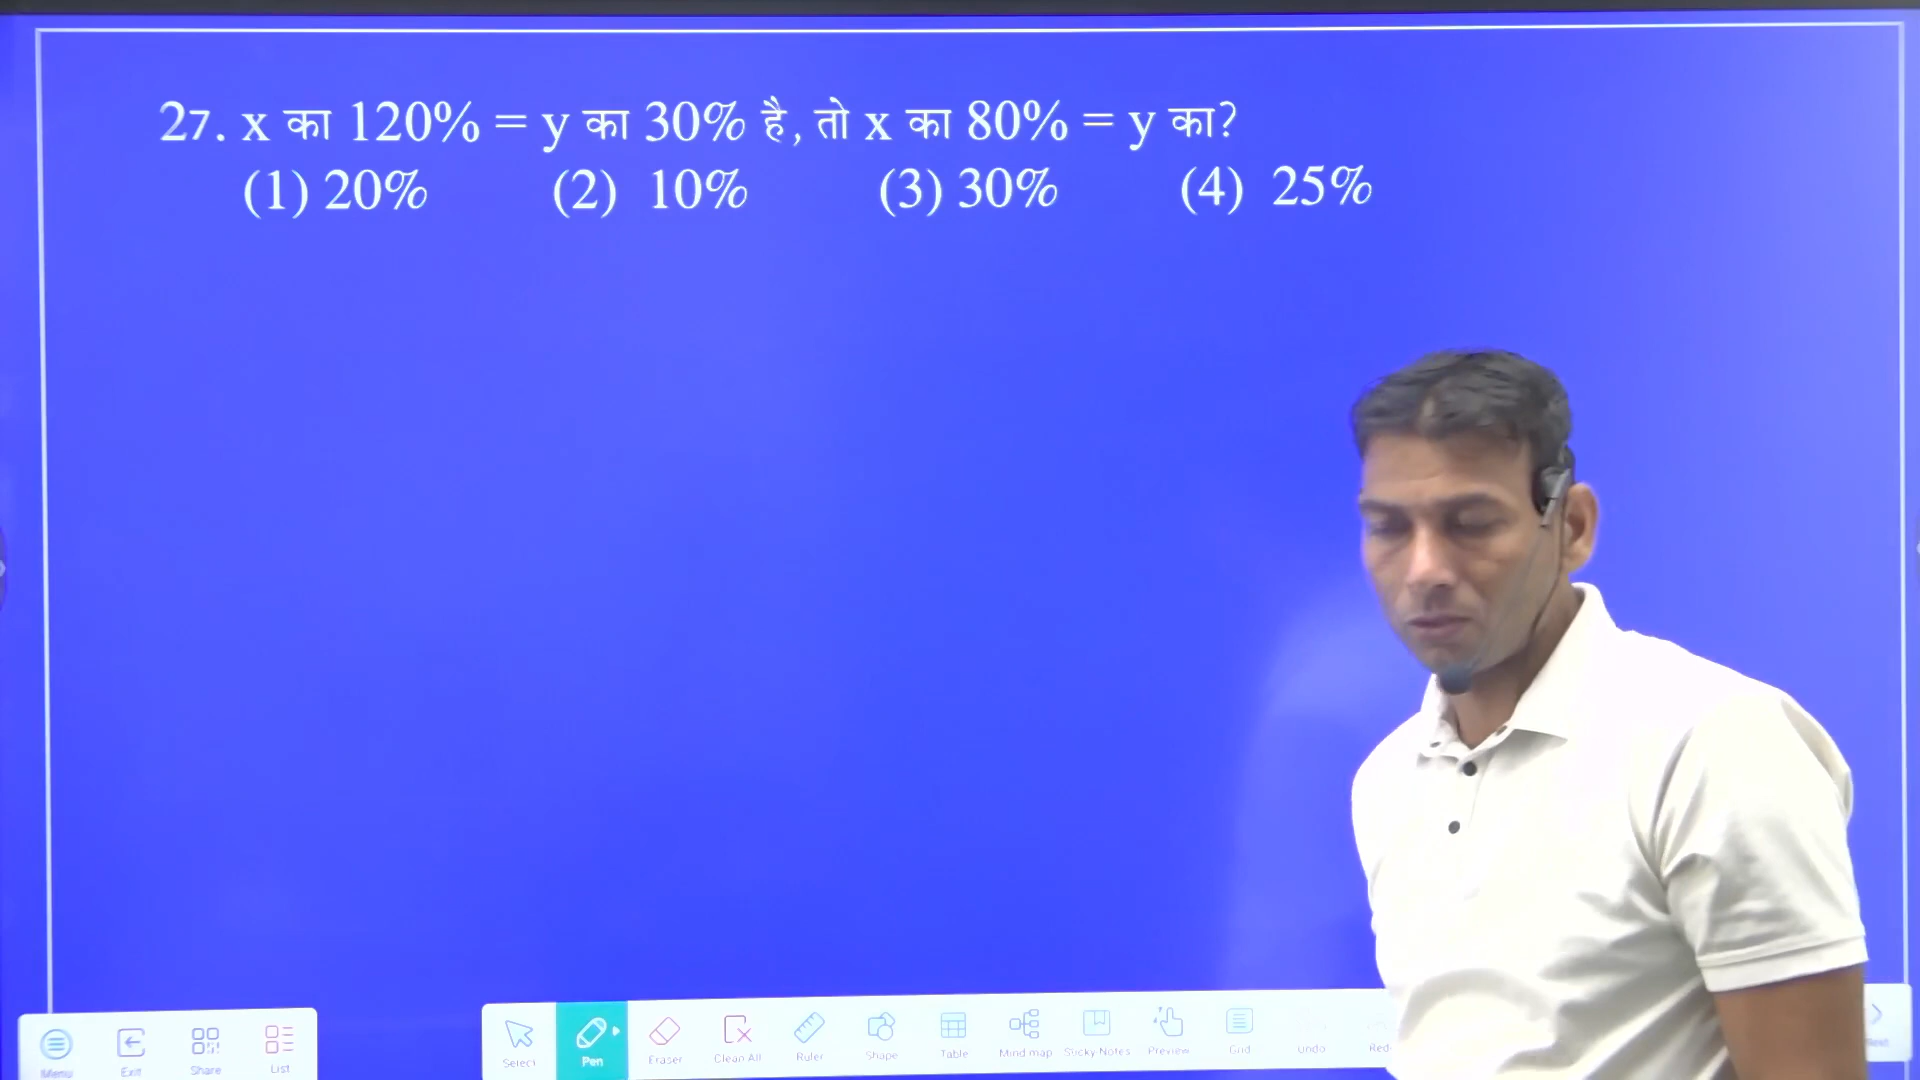 27. x का 120% = y का 30% है, तो x का 80% = y का?
(1) 20% (2) 10% (3) 30% (4) 25%
Menu Exit Share List
Select Pen Eraser Clean All Ruler Shape Table Mind map Sticky Notes Preview Grid Undo